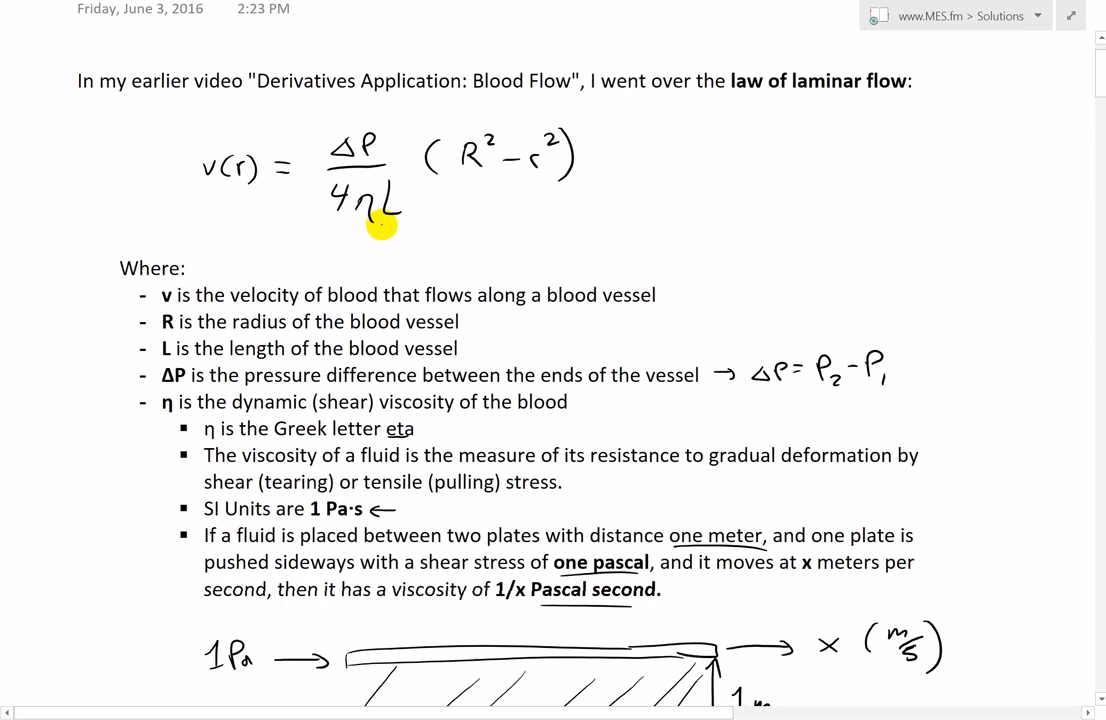 Friday, June 3, 2016 2:23 PM
www.MES.fm > Solutions
In my earlier video "Derivatives Application: Blood Flow", I went over the law of laminar flow:
v(r) = ΔP / 4ηL (R² - r²)
Where:
- v is the velocity of blood that flows along a blood vessel
- R is the radius of the blood vessel
- L is the length of the blood vessel
- ΔP is the pressure difference between the ends of the vessel → ΔP = P₂ - P₁
- η is the dynamic (shear) viscosity of the blood
▪ η is the Greek letter eta
▪ The viscosity of a fluid is the measure of its resistance to gradual deformation by
shear (tearing) or tensile (pulling) stress.
▪ SI Units are 1 Pa·s ←
▪ If a fluid is placed between two plates with distance one meter, and one plate is
pushed sideways with a shear stress of one pascal, and it moves at x meters per
second, then it has a viscosity of 1/x Pascal second.
1Pa → → x (m/s)
1 m